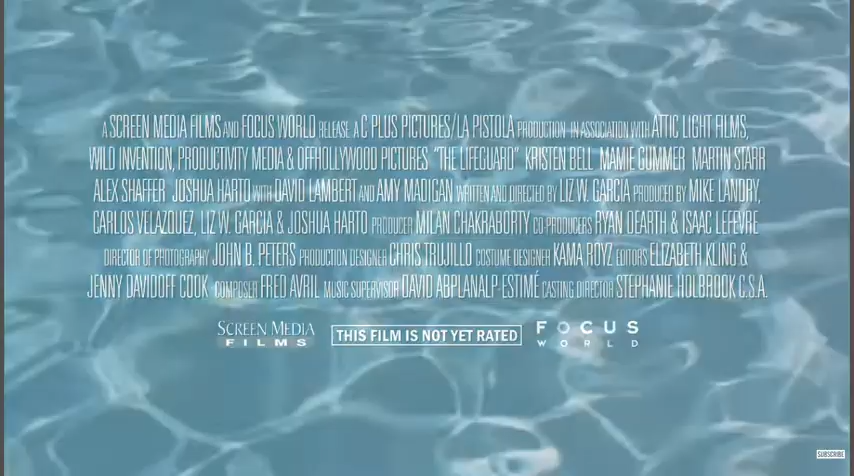 A SCREEN MEDIA FILMS AND FOCUS WORLD RELEASE A C PLUS PICTURES/LA PISTOLA PRODUCTION IN ASSOCIATION WITH ATTIC LIGHT FILMS,
WILD INVENTION, PRODUCTIVITY MEDIA & OFFHOLLYWOOD PICTURES "THE LIFEGUARD" KRISTEN BELL MAMIE GUMMER MARTIN STARR
ALEX SHAFFER JOSHUA HARTO WITH DAVID LAMBERT AND AMY MADIGAN WRITTEN AND DIRECTED BY LIZ W. GARCIA PRODUCED BY MIKE LANDRY,
CARLOS VELAZQUEZ, LIZ W. GARCIA & JOSHUA HARTO PRODUCER MILAN CHAKRABORTY CO-PRODUCERS RYAN DEARTH & ISAAC LEFEVRE
DIRECTOR OF PHOTOGRAPHY JOHN B. PETERS PRODUCTION DESIGNER CHRIS TRUJILLO COSTUME DESIGNER KAMA ROYZ EDITORS ELIZABETH KLING &
JENNY DAVIDOFF COOK COMPOSER FRED AVRIL MUSIC SUPERVISOR DAVID ABPLANALP-ESTIMÉ CASTING DIRECTOR STEPHANIE HOLBROOK C.S.A.
SCREEN MEDIA FILMS THIS FILM IS NOT YET RATED FOCUS WORLD
SUBSCRIBE